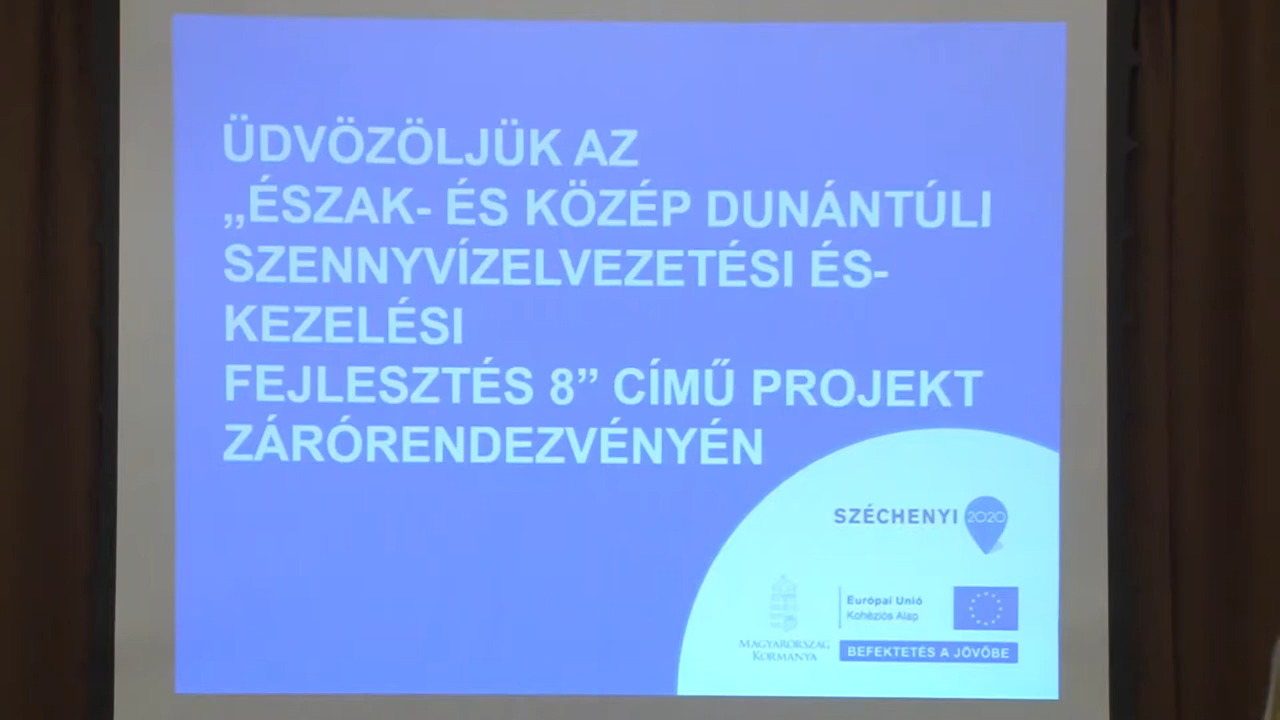 ÜDVÖZÖLJÜK AZ
„ÉSZAK- ÉS KÖZÉP DUNÁNTÚLI
SZENNYVÍZELVEZETÉSI ÉS-
KEZELÉSI
FEJLESZTÉS 8” CÍMŰ PROJEKT
ZÁRÓRENDEZVÉNYÉN
SZÉCHENYI 2020
Európai Unió
Kohéziós Alap
MAGYARORSZÁG
KORMÁNYA
BEFEKTETÉS A JÖVŐBE